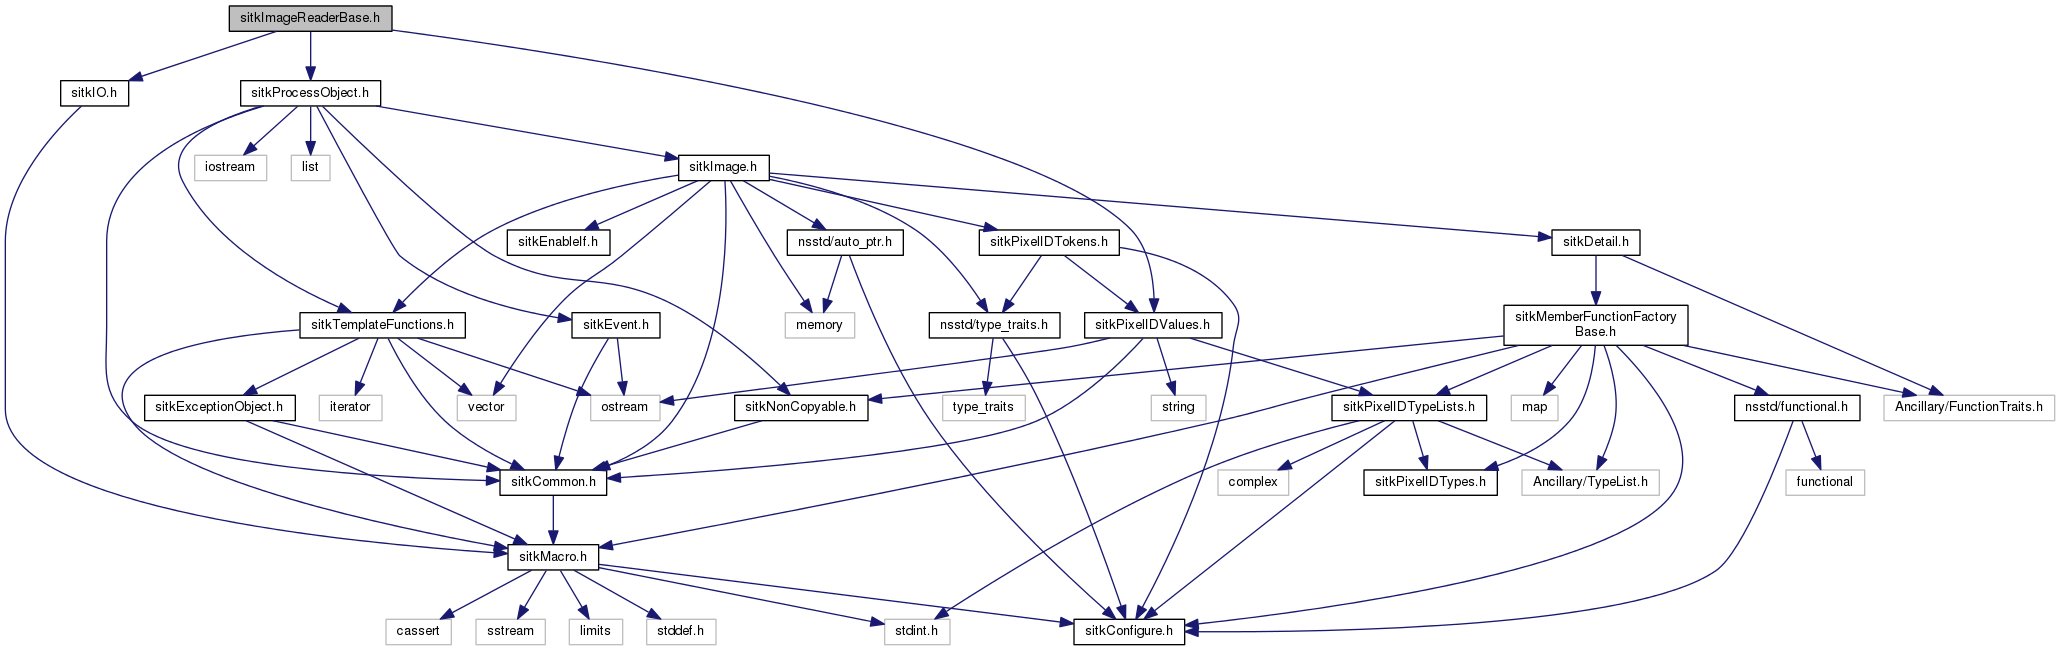 sitkImageReaderBase.h
sitkIO.h
sitkProcessObject.h
iostream
list
sitkImage.h
sitkEnableIf.h
nsstd/auto_ptr.h
sitkPixelIDTokens.h
sitkDetail.h
sitkTemplateFunctions.h
sitkEvent.h
memory
nsstd/type_traits.h
sitkPixelIDValues.h
sitkMemberFunctionFactory
Base.h
sitkExceptionObject.h
iterator
vector
ostream
sitkNonCopyable.h
type_traits
string
sitkPixelIDTypeLists.h
map
nsstd/functional.h
Ancillary/FunctionTraits.h
sitkCommon.h
complex
sitkPixelIDTypes.h
Ancillary/TypeList.h
functional
sitkMacro.h
cassert
sstream
limits
stddef.h
stdint.h
sitkConfigure.h